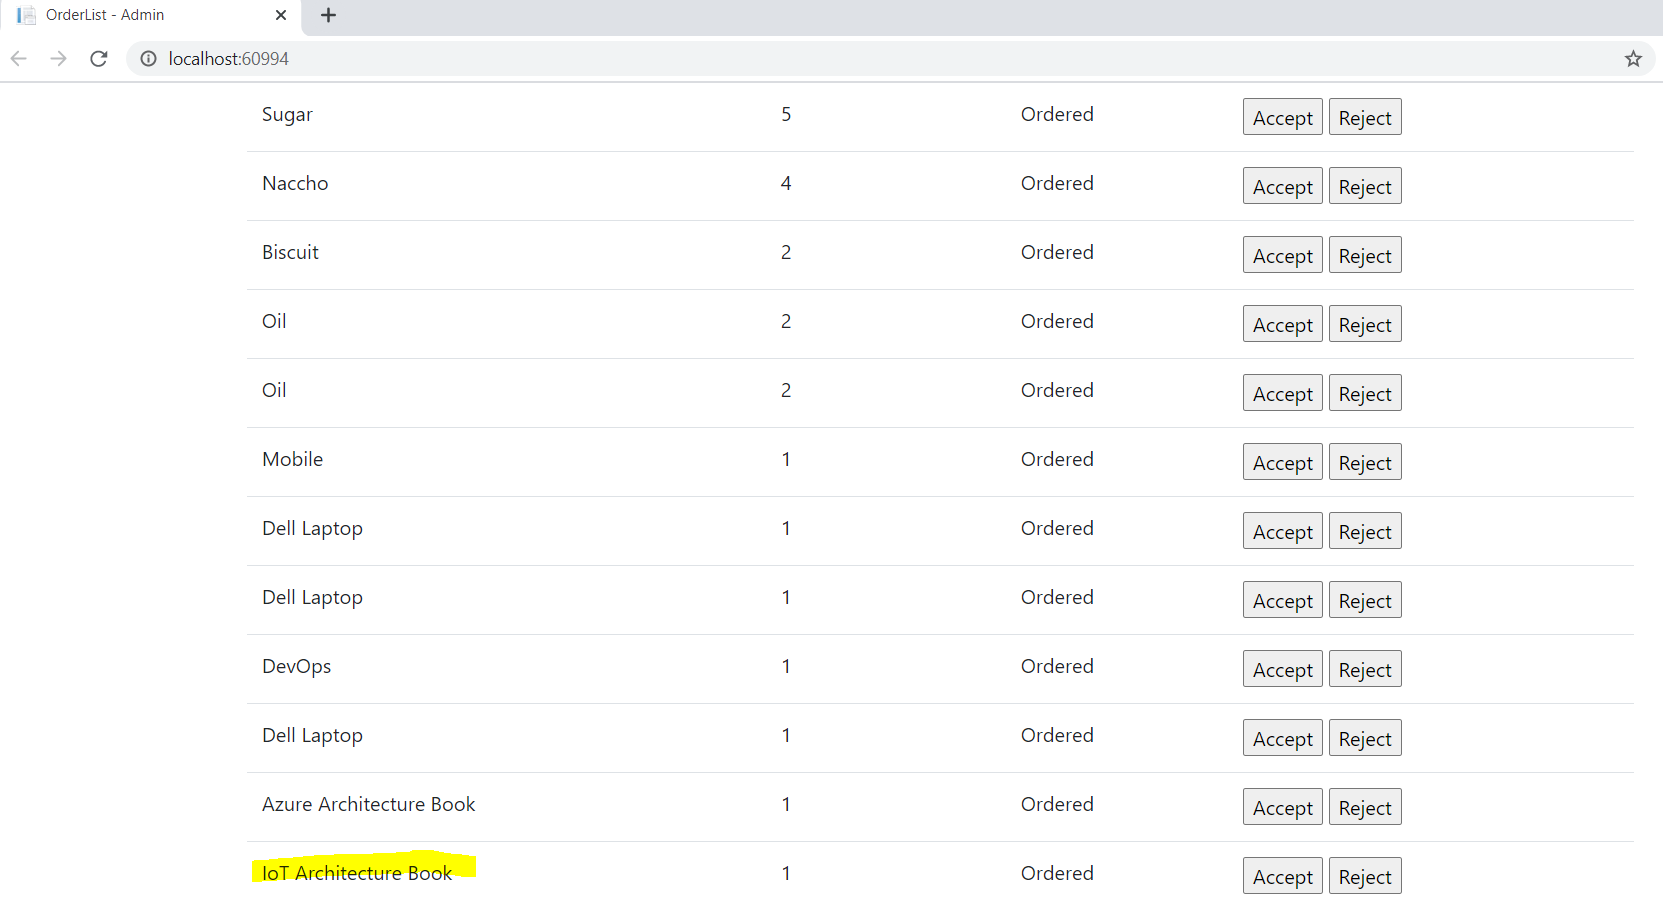 OrderList - Admin
localhost:60994
Sugar 5 Ordered Accept Reject
Naccho 4 Ordered Accept Reject
Biscuit 2 Ordered Accept Reject
Oil 2 Ordered Accept Reject
Oil 2 Ordered Accept Reject
Mobile 1 Ordered Accept Reject
Dell Laptop 1 Ordered Accept Reject
Dell Laptop 1 Ordered Accept Reject
DevOps 1 Ordered Accept Reject
Dell Laptop 1 Ordered Accept Reject
Azure Architecture Book 1 Ordered Accept Reject
IoT Architecture Book 1 Ordered Accept Reject